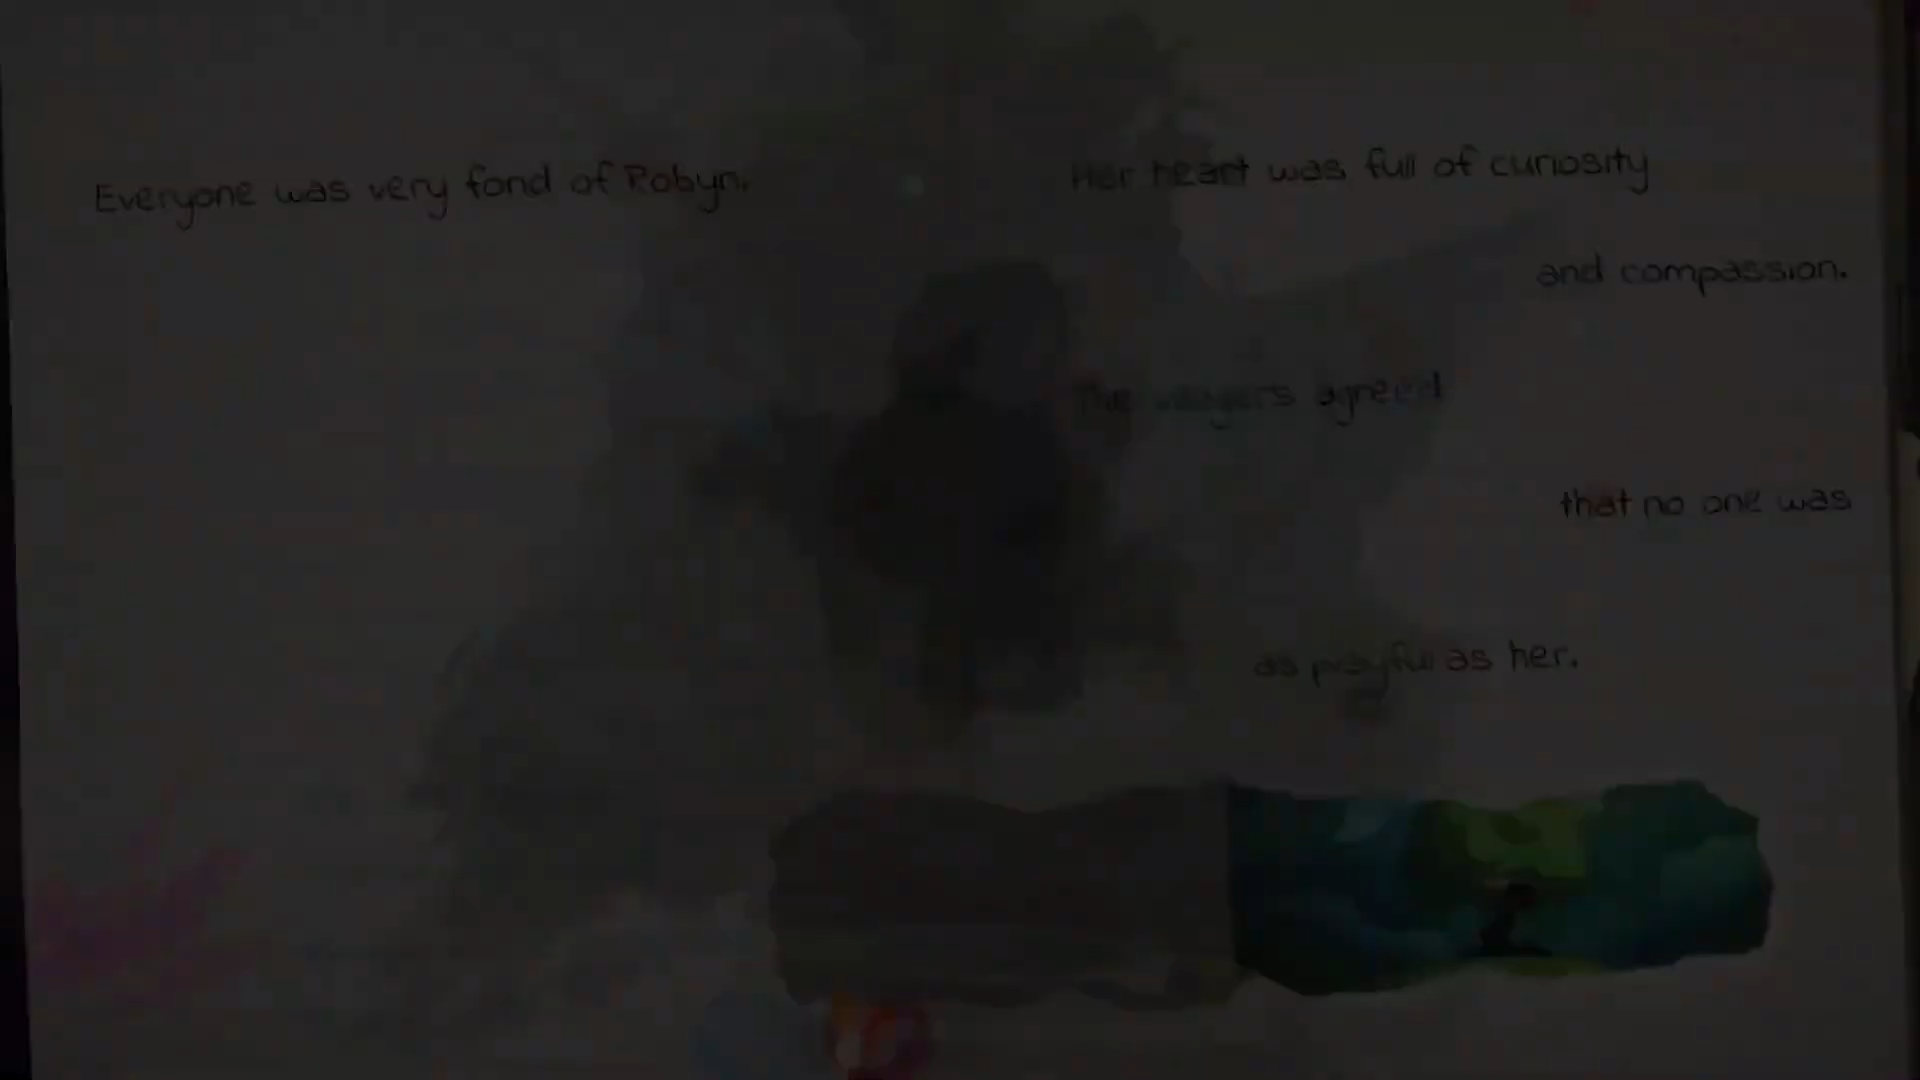 Everyone was very fond of Robyn.
Her heart was full of curiosity
and compassion.
The villagers agreed
that no one was
as playful as her.